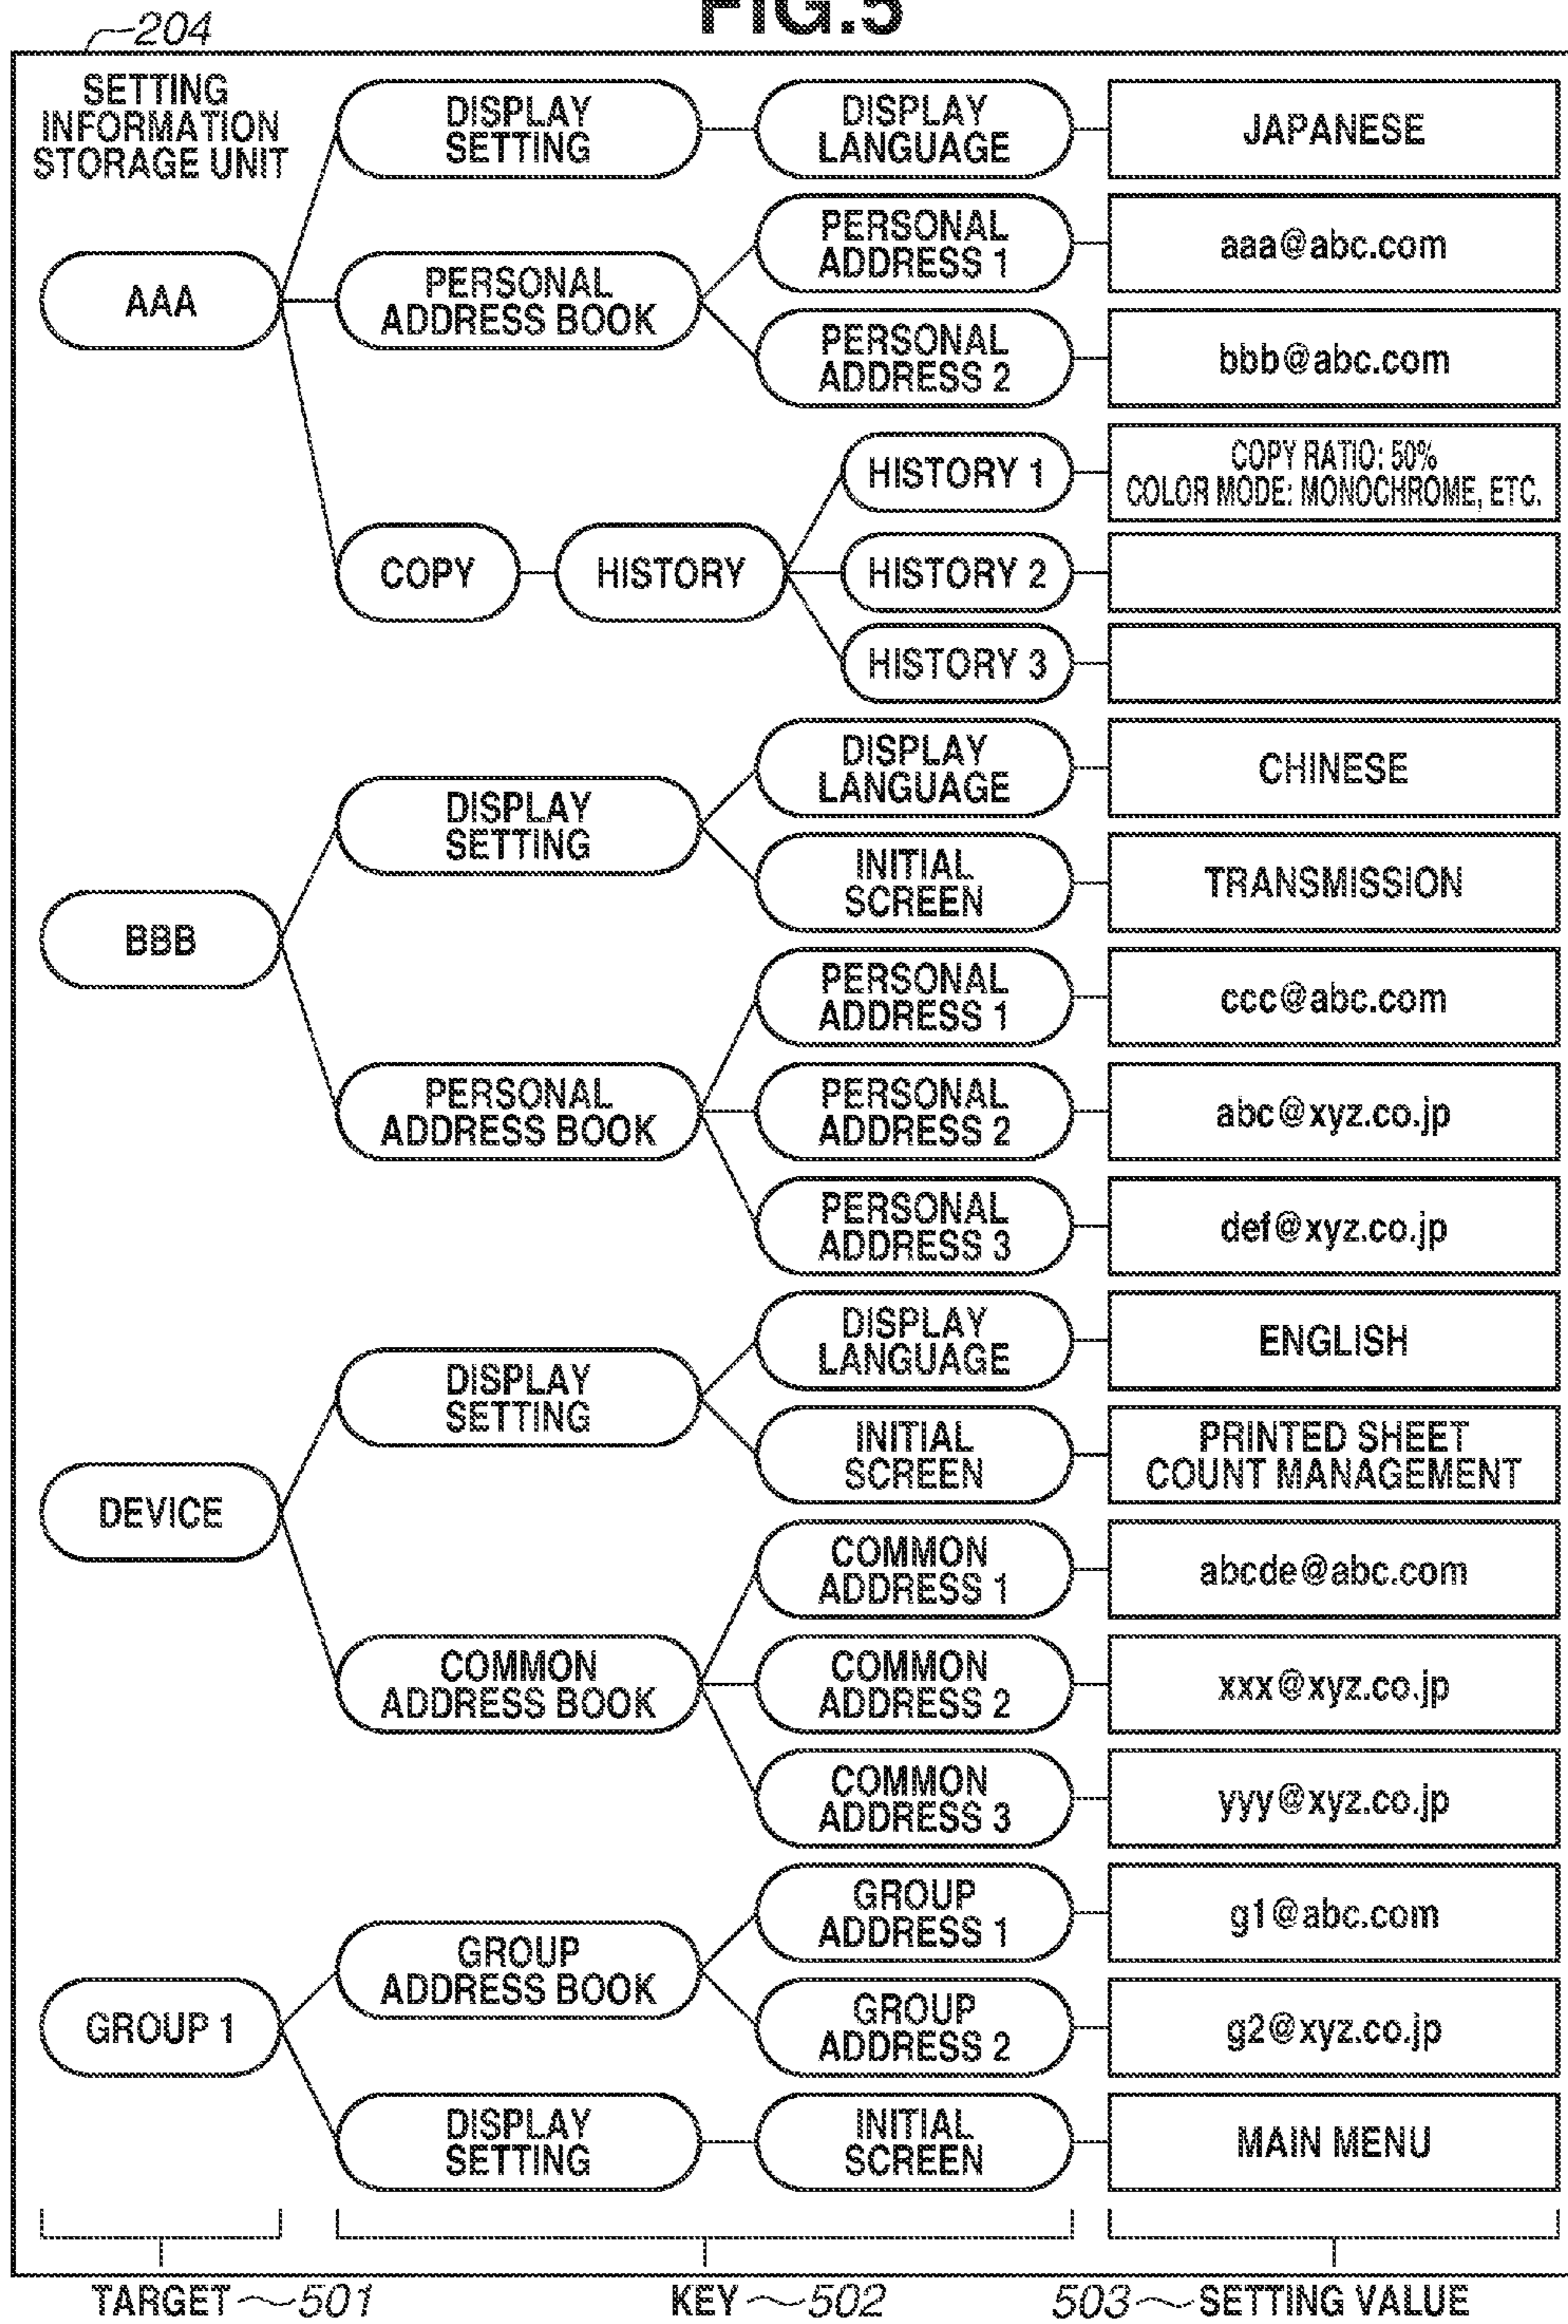 FIG.5
204
SETTING
INFORMATION
STORAGE UNIT
DISPLAY
SETTING
DISPLAY
LANGUAGE
JAPANESE
AAA
PERSONAL
ADDRESS BOOK
PERSONAL
ADDRESS 1
aaa@abc.com
PERSONAL
ADDRESS 2
bbb@abc.com
COPY
HISTORY
HISTORY 1
COPY RATIO: 50%
COLOR MODE: MONOCHROME, ETC.
HISTORY 2
HISTORY 3
BBB
DISPLAY
SETTING
DISPLAY
LANGUAGE
CHINESE
INITIAL
SCREEN
TRANSMISSION
PERSONAL
ADDRESS BOOK
PERSONAL
ADDRESS 1
ccc@abc.com
PERSONAL
ADDRESS 2
abc@xyz.co.jp
PERSONAL
ADDRESS 3
def@xyz.co.jp
DEVICE
DISPLAY
SETTING
DISPLAY
LANGUAGE
ENGLISH
INITIAL
SCREEN
PRINTED SHEET
COUNT MANAGEMENT
COMMON
ADDRESS BOOK
COMMON
ADDRESS 1
abcde@abc.com
COMMON
ADDRESS 2
xxx@xyz.co.jp
COMMON
ADDRESS 3
yyy@xyz.co.jp
GROUP 1
GROUP
ADDRESS BOOK
GROUP
ADDRESS 1
g1@abc.com
GROUP
ADDRESS 2
g2@xyz.co.jp
DISPLAY
SETTING
INITIAL
SCREEN
MAIN MENU
TARGET 501
KEY 502
503 SETTING VALUE